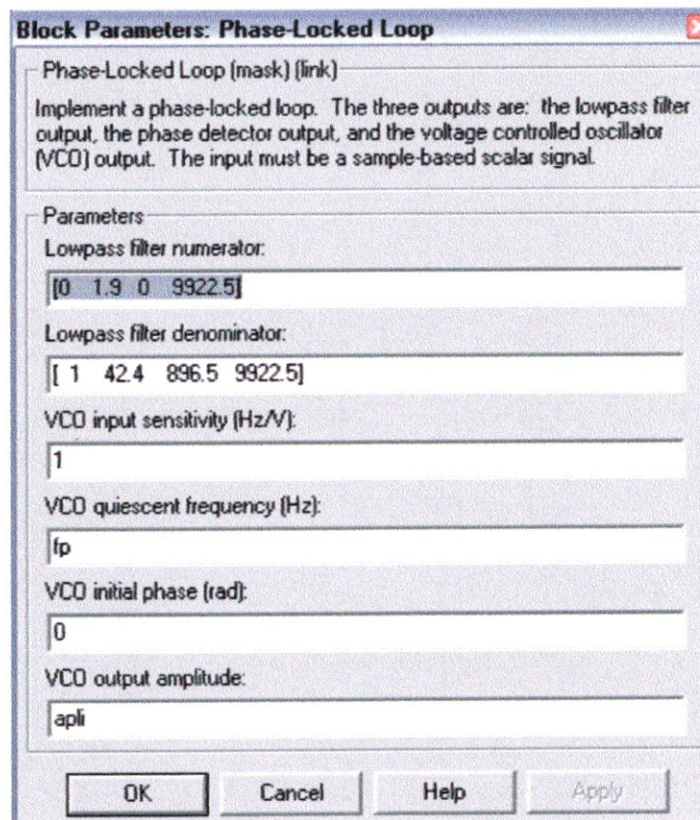 Block Parameters: Phase-Locked Loop
Phase-Locked Loop (mask) (link)
Implement a phase-locked loop. The three outputs are: the lowpass filter
output, the phase detector output, and the voltage controlled oscillator
(VCO) output. The input must be a sample-based scalar signal.
Parameters
Lowpass filter numerator:
[0 1.9 0 9922.5]
Lowpass filter denominator:
[ 1 42.4 896.5 9922.5]
VCO input sensitivity (Hz/V):
1
VCO quiescent frequency (Hz):
fp
VCO initial phase (rad):
0
VCO output amplitude:
apli
OK Cancel Help Apply